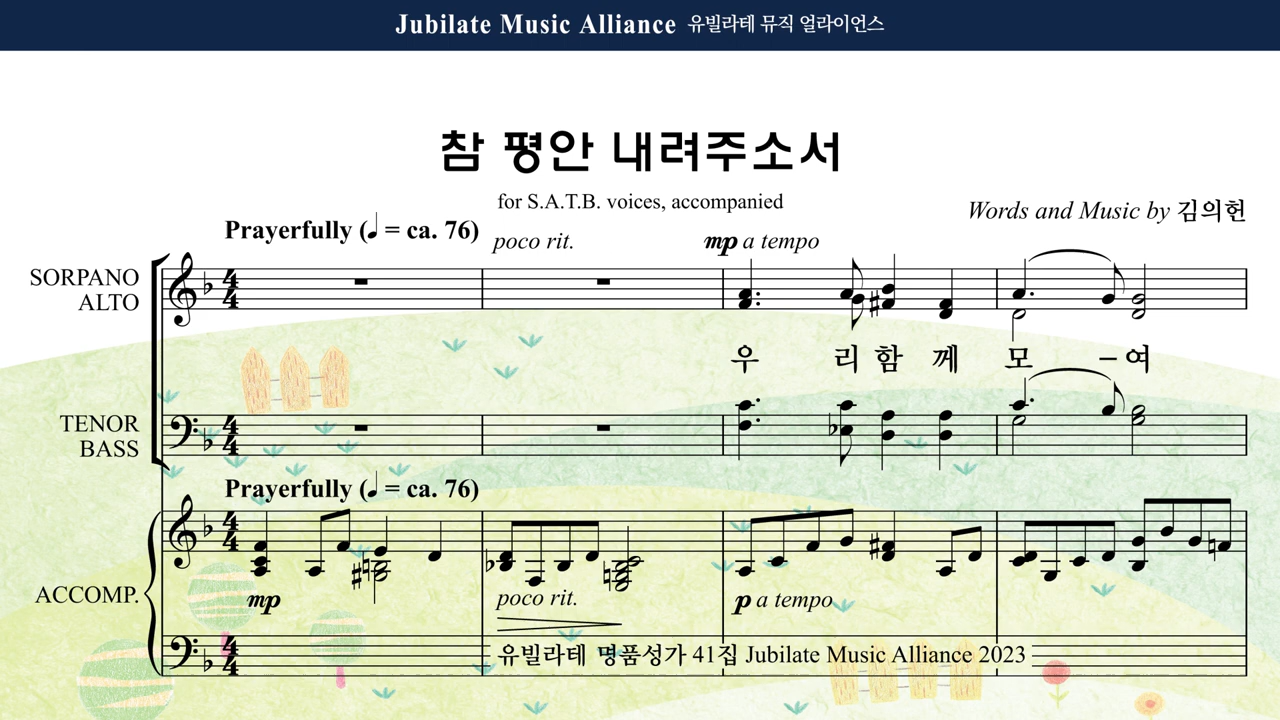 Jubilate Music Alliance 유빌라테 뮤직 얼라이언스
참 평안 내려주소서
for S.A.T.B. voices, accompanied
Words and Music by 김의헌
Prayerfully (♩ = ca. 76) poco rit. mp a tempo
SORPANO
ALTO
우 리 함 께 모 – 여
TENOR
BASS
Prayerfully (♩ = ca. 76)
ACCOMP.
mp poco rit. p a tempo
유빌라테 명품성가 41집 Jubilate Music Alliance 2023